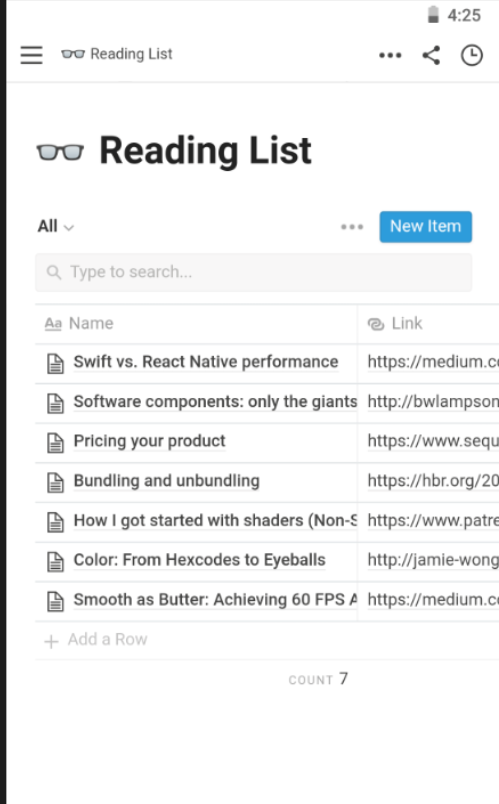 4:25
Reading List
Reading List
All
New Item
Type to search...
Aa Name Link
Swift vs. React Native performance https://medium.c
Software components: only the giants http://bwlampson
Pricing your product https://www.sequ
Bundling and unbundling https://hbr.org/20
How I got started with shaders (Non-S https://www.patre
Color: From Hexcodes to Eyeballs http://jamie-wong
Smooth as Butter: Achieving 60 FPS A https://medium.c
+ Add a Row
COUNT 7